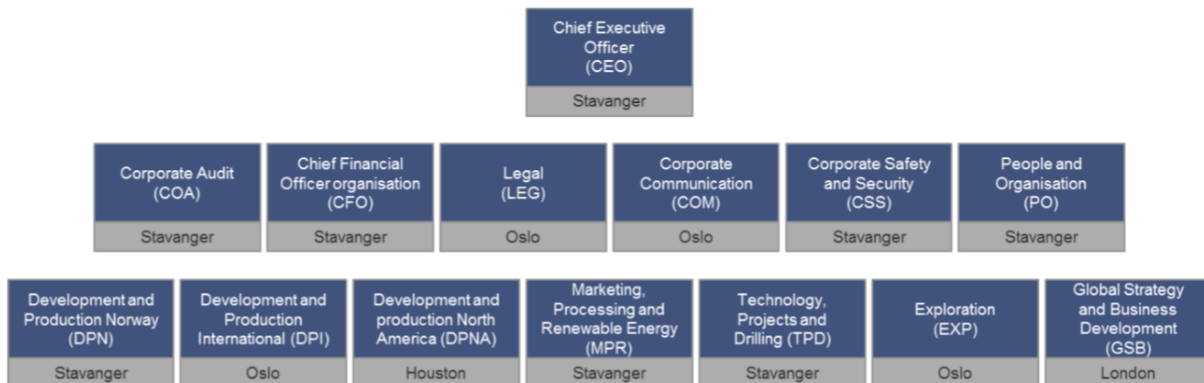 Chief Executive
Officer
(CEO)
Stavanger
Corporate Audit
(COA)
Stavanger
Chief Financial
Officer organisation
(CFO)
Stavanger
Legal
(LEG)
Oslo
Corporate
Communication
(COM)
Oslo
Corporate Safety
and Security
(CSS)
Stavanger
People and
Organisation
(PO)
Stavanger
Development and
Production Norway
(DPN)
Stavanger
Development and
Production
International (DPI)
Oslo
Development and
production North
America (DPNA)
Houston
Marketing,
Processing and
Renewable Energy
(MPR)
Stavanger
Technology,
Projects and
Drilling (TPD)
Stavanger
Exploration
(EXP)
Oslo
Global Strategy
and Business
Development
(GSB)
London